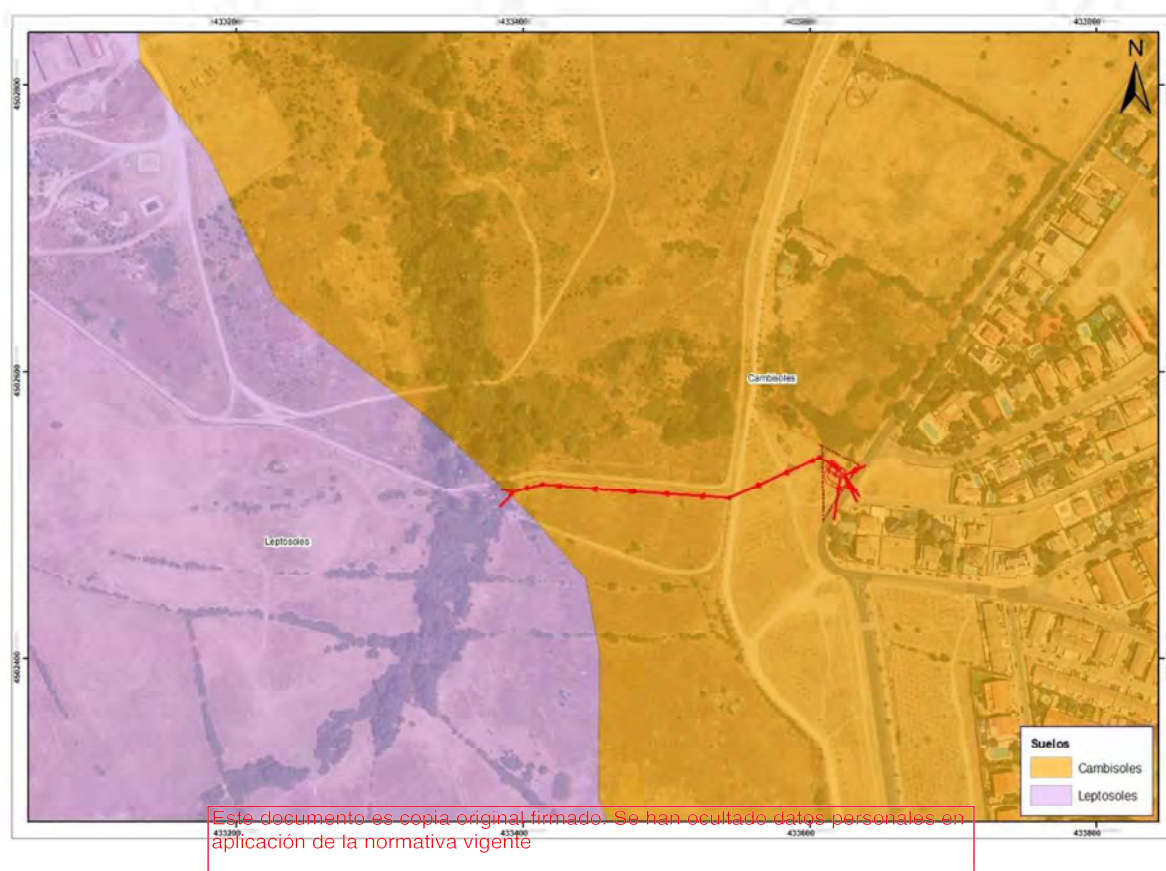 433200
433400
433600
433800
N
4502800
4502600
4502400
Cambisoles
Leptosoles
Suelos
Cambisoles
Leptosoles
433200
433400
433600
433800
Este documento es copia original firmado. Se han ocultado datos personales en
aplicación de la normativa vigente